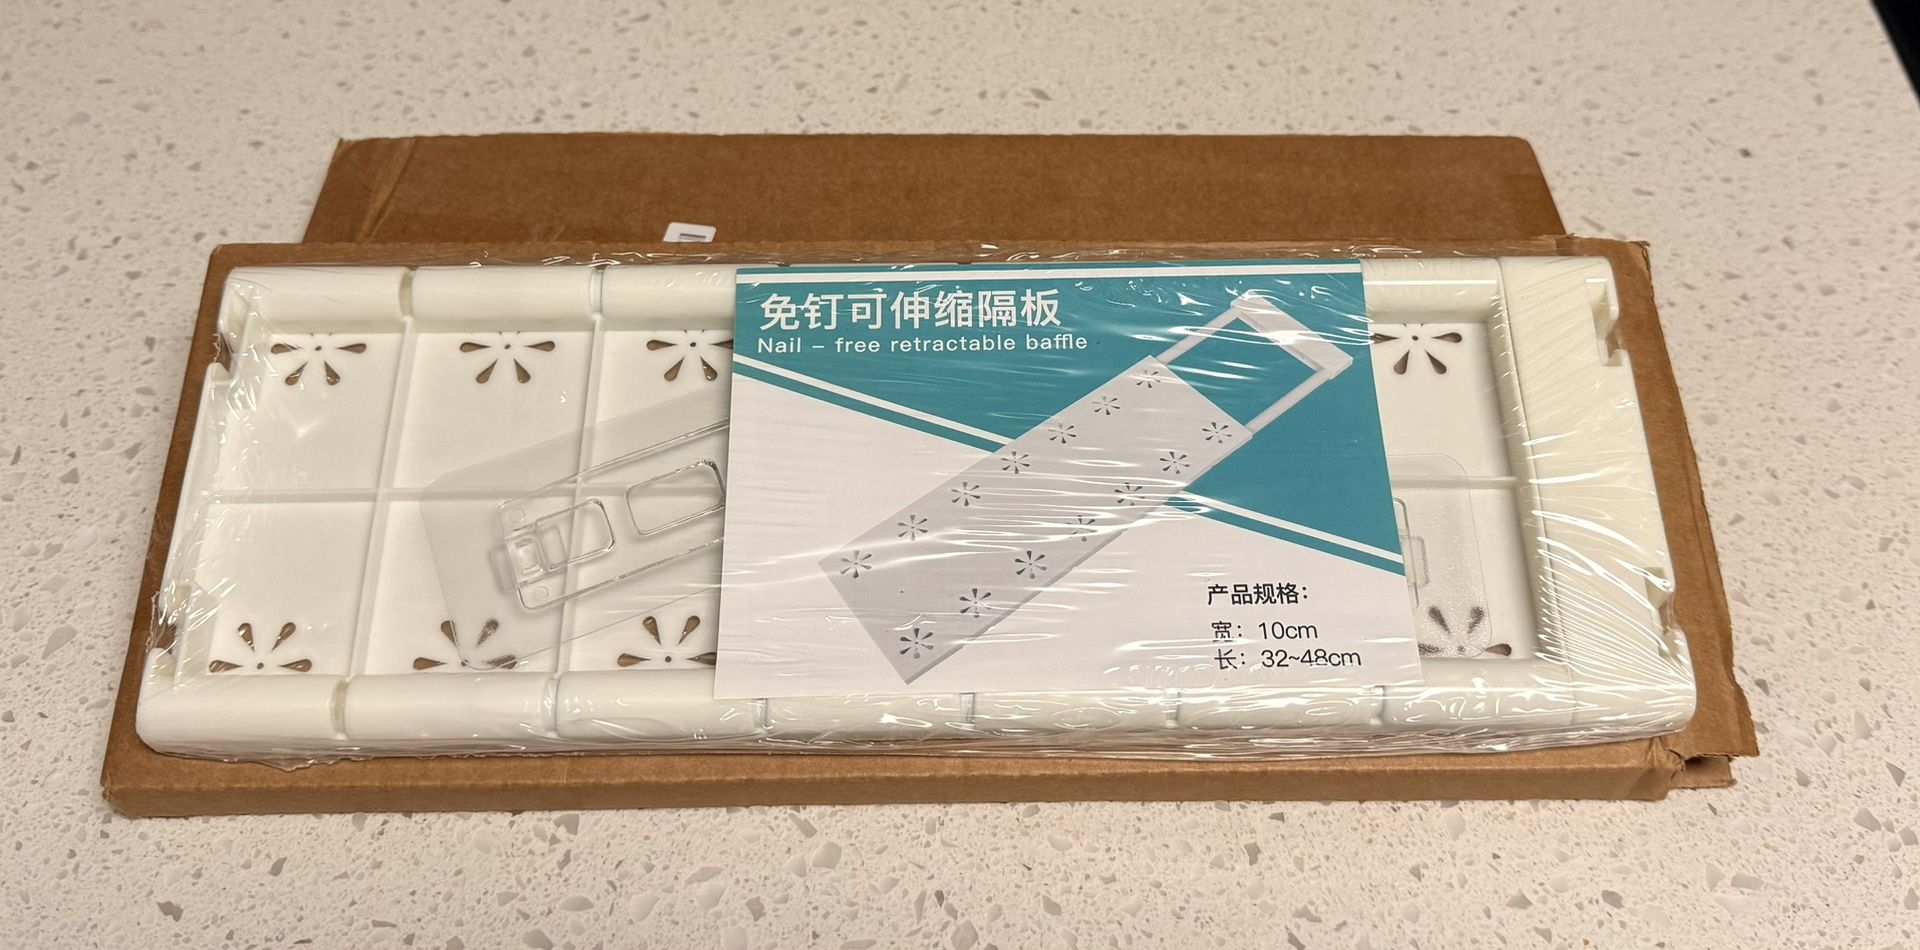 免钉可伸缩隔板
Nail – free retractable baffle
产品规格：
宽：10cm
长：32~48cm